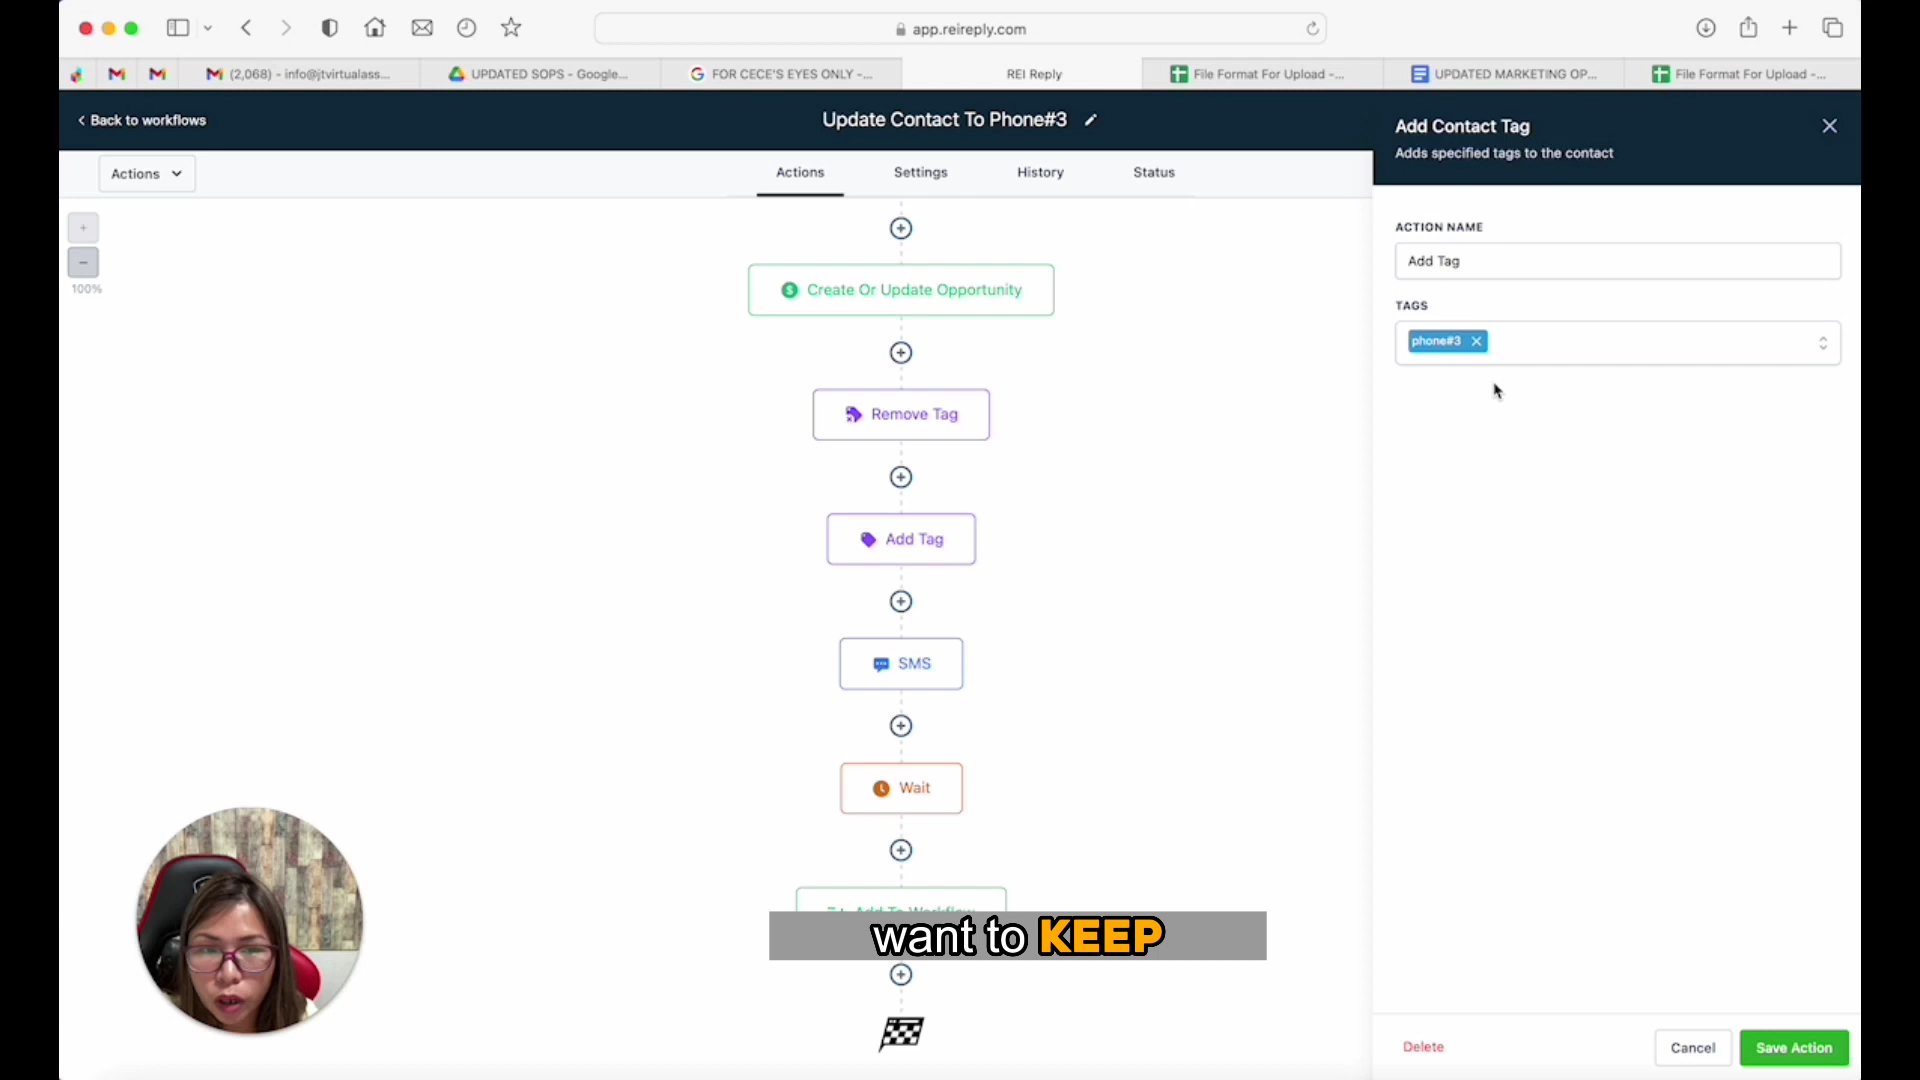 app.reireply.com
(2,068) - info@jtvirtualass...
UPDATED SOPS - Google...
FOR CECE'S EYES ONLY -...
REI Reply
File Format For Upload -...
UPDATED MARKETING OP...
File Format For Upload -...
Back to workflows
Update Contact To Phone#3
Add Contact Tag
Adds specified tags to the contact
Actions
Actions
Settings
History
Status
100%
ACTION NAME
Add Tag
TAGS
phone#3
Create Or Update Opportunity
Remove Tag
Add Tag
SMS
Wait
Add To Workflow
want to KEEP
Delete
Cancel
Save Action